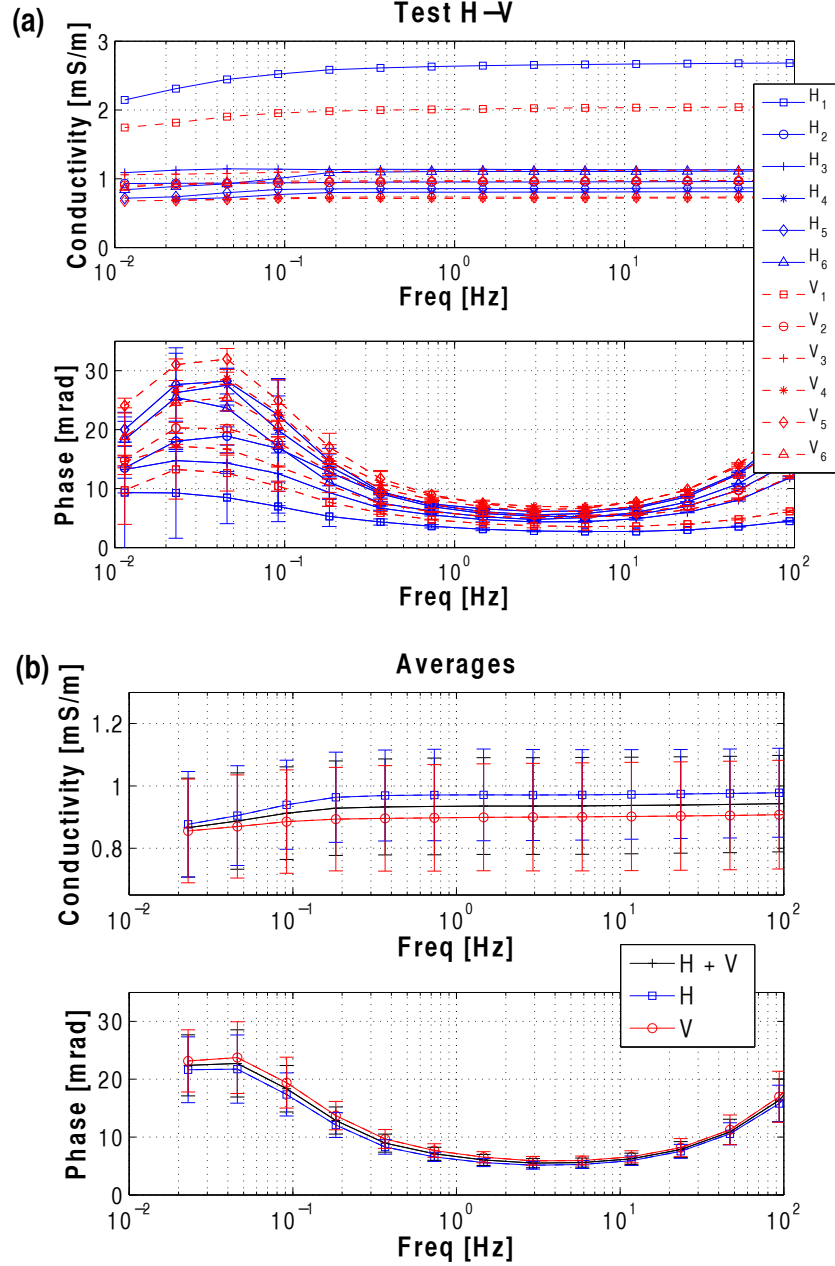 (a)
Test H−V
Conductivity [mS/m]
3
2
1
0
10⁻² 10⁻¹ 10⁰ 10¹
Freq [Hz]
H₁
H₂
H₃
H₄
H₅
H₆
V₁
V₂
V₃
V₄
V₅
V₆
Phase [mrad]
30
20
10
0
10⁻² 10⁻¹ 10⁰ 10¹ 10²
Freq [Hz]
(b)
Averages
Conductivity [mS/m]
1.2
1
0.8
10⁻² 10⁻¹ 10⁰ 10¹ 10²
Freq [Hz]
H + V
H
V
Phase [mrad]
30
20
10
0
10⁻² 10⁻¹ 10⁰ 10¹ 10²
Freq [Hz]